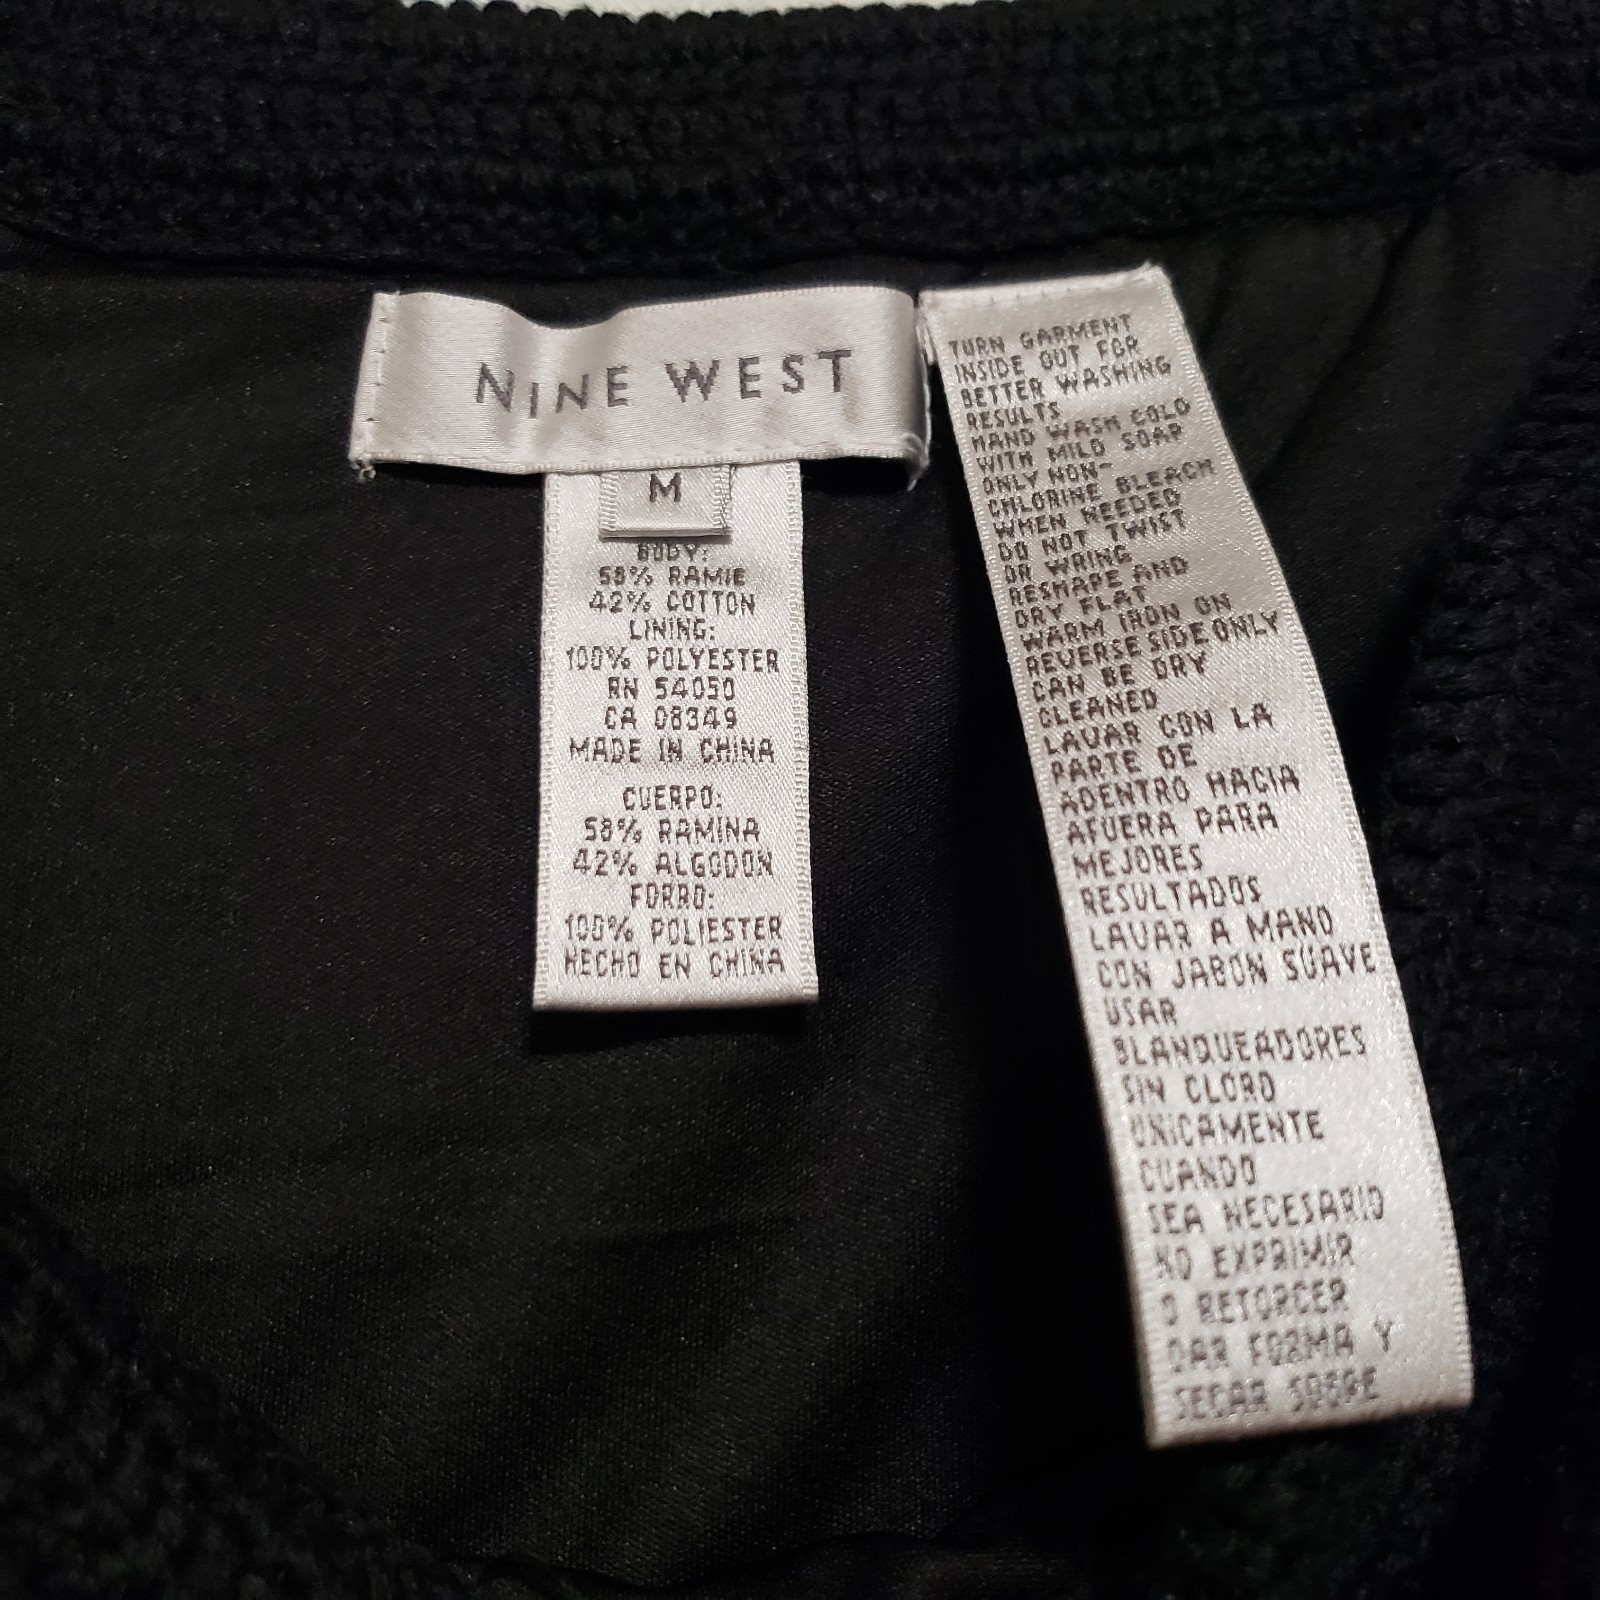 NINE WEST
M
BODY:
58% RAMIE
42% COTTON
LINING:
100% POLYESTER
RN 54050
CA 08349
MADE IN CHINA
CUERPO:
58% RAMINA
42% ALGODON
FORRO:
100% POLIESTER
HECHO EN CHINA
TURN GARMENT
INSIDE OUT FOR
BETTER WASHING
RESULTS
HAND WASH COLD
WITH MILD SOAP
ONLY NON-
CHLORINE BLEACH
WHEN NEEDED
DO NOT TWIST
OR WRING
RESHAPE AND
DRY FLAT
WARM IRON ON
REVERSE SIDE ONLY
CAN BE DRY
CLEANED
LAVAR CON LA
PARTE DE
ADENTRO HACIA
AFUERA PARA
MEJORES
RESULTADOS
LAVAR A MANO
CON JABON SUAVE
USAR
BLANQUEADORES
SIN CLORO
UNICAMENTE
CUANDO
SEA NECESARIO
NO EXPRIMIR
O RETORCER
DAR FORMA Y
SECAR SOBRE